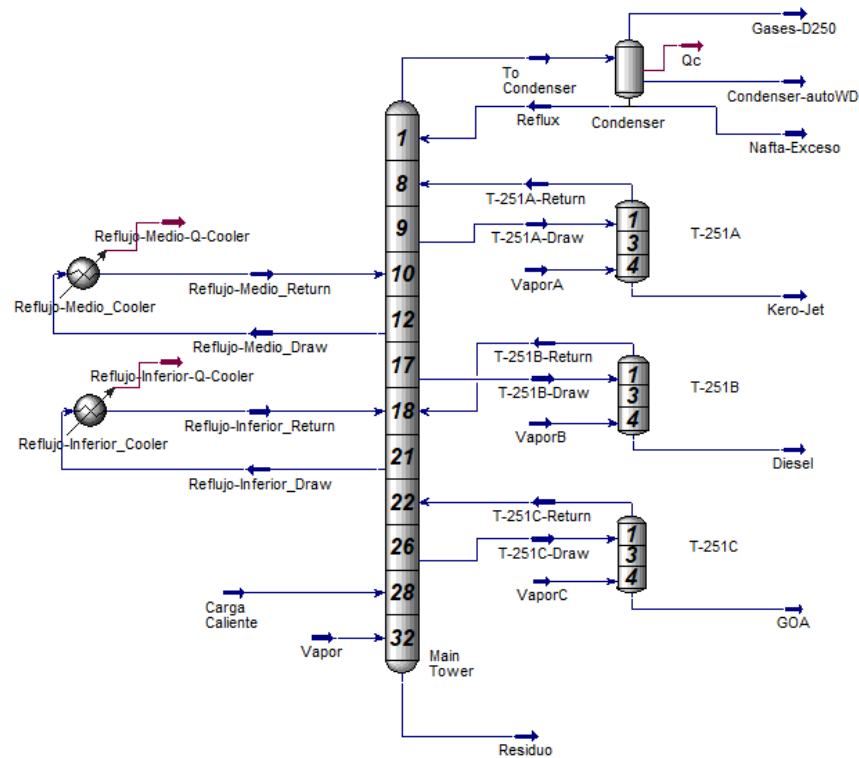 Gases-D250
Qc
To
Condenser
Condenser-autoWD
Reflux
Condenser
Nafta-Exceso
1
8
T-251A-Return
9
T-251A-Draw
1
3
4
T-251A
Reflujo-Medio-Q-Cooler
10
VaporA
Reflujo-Medio_Return
Reflujo-Medio_Cooler
Kero-Jet
12
Reflujo-Medio_Draw
17
T-251B-Return
Reflujo-Inferior-Q-Cooler
T-251B-Draw
1
3
4
T-251B
18
Reflujo-Inferior_Return
VaporB
Reflujo-Inferior_Cooler
Diesel
21
Reflujo-Inferior_Draw
22
T-251C-Return
26
T-251C-Draw
1
3
4
T-251C
28
VaporC
Carga
Caliente
GOA
32
Vapor
Main
Tower
Residuo